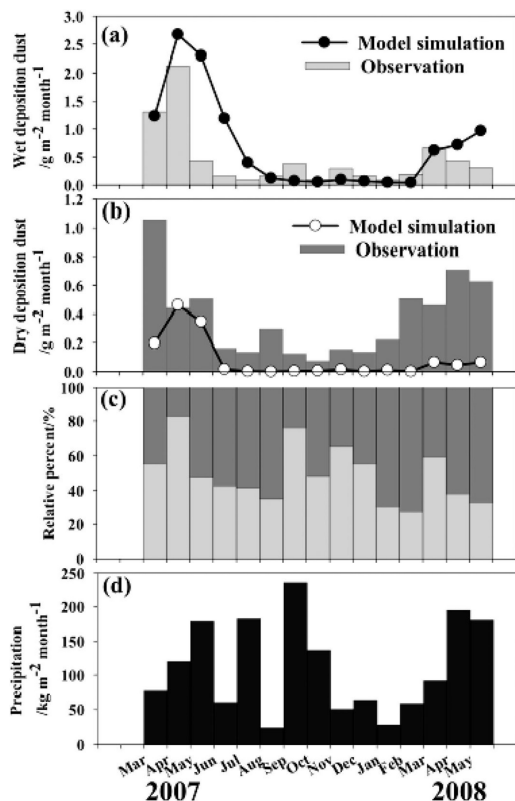 (a)
Model simulation
Observation
Wet deposition dust
/g m-2 month-1
3.0
2.5
2.0
1.5
1.0
0.5
0.0
(b)
Model simulation
Observation
Dry deposition dust
/g m-2 month-1
1.2
1.0
0.8
0.6
0.4
0.2
0.0
(c)
Relative percent/%
100
80
60
40
20
0
(d)
Precipitation
/kg m-2 month-1
250
200
150
100
50
0
Mar Apr May Jun Jul Aug Sep Oct Nov Dec Jan Feb Mar Apr May
2007 2008